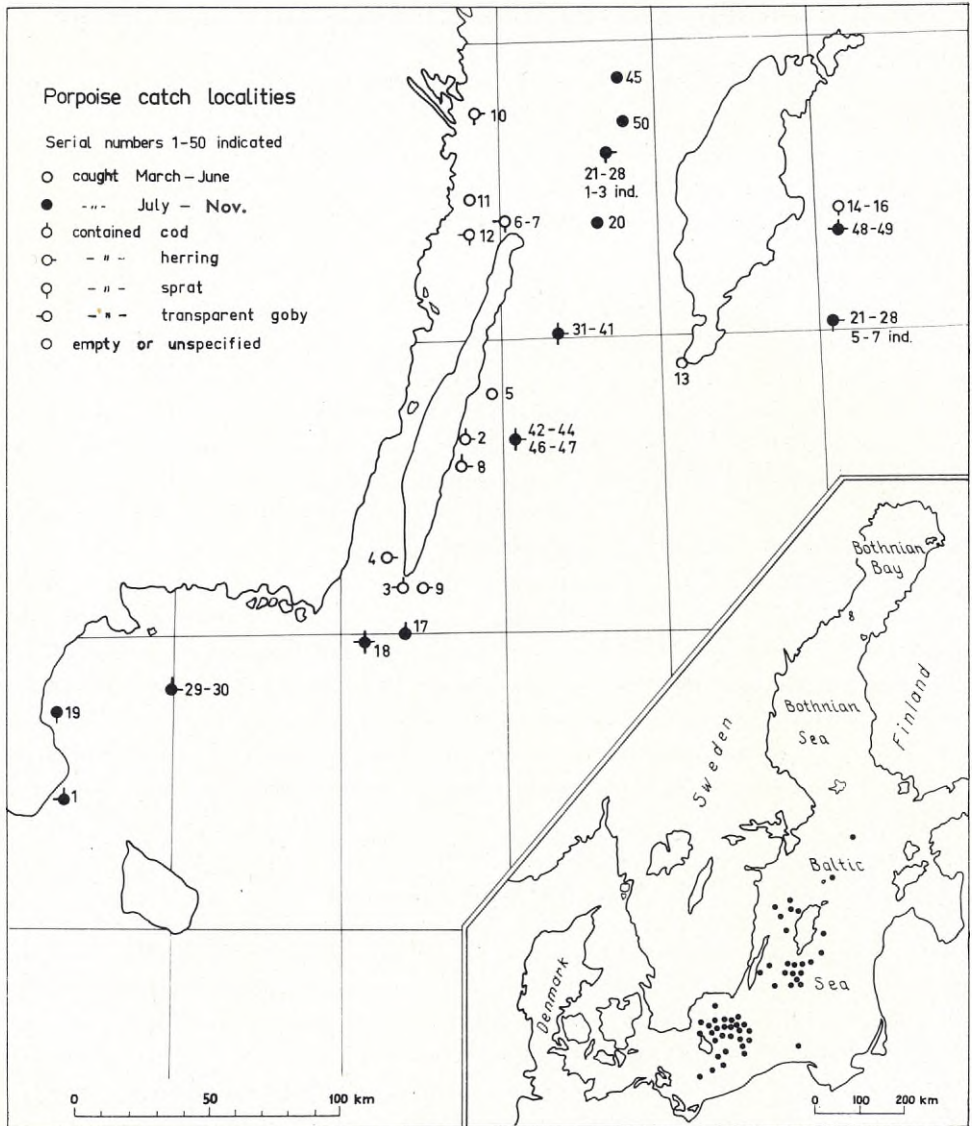 Porpoise catch localities
Serial numbers 1-50 indicated
caught March – June
-"- July – Nov.
contained cod
- " - herring
- " - sprat
- " - transparent goby
empty or unspecified
45
50
10
21-28
1-3 ind.
11
6-7
14-16
20
12
48-49
31-41
21-28
5-7 ind.
13
5
2
42-44
46-47
8
4
3
9
17
18
29-30
19
1
0 50 100 km
Bothnian
Bay
Bothnian
Sea
Finland
Sweden
Baltic
Sea
Denmark
0 100 200 km